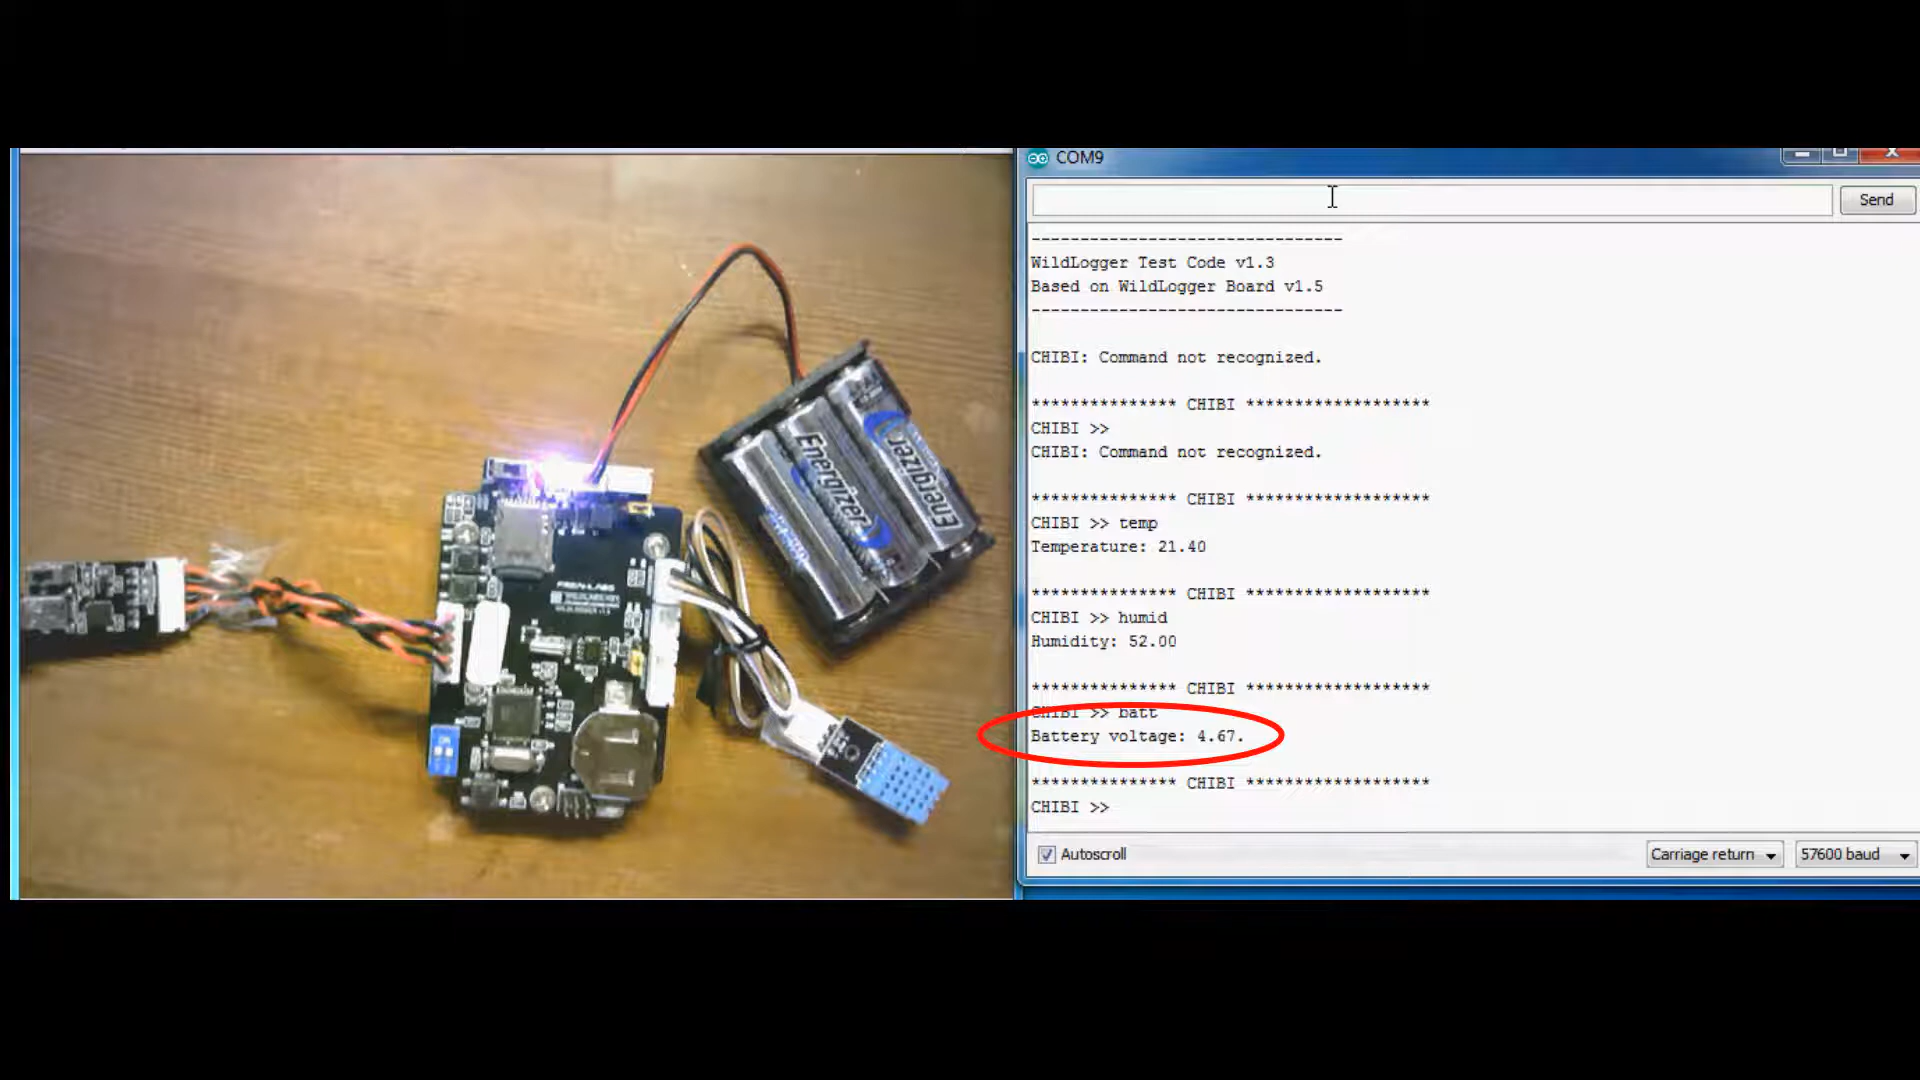 COM9
Send
-------------------------------
WildLogger Test Code v1.3
Based on WildLogger Board v1.5
-------------------------------
CHIBI: Command not recognized.
*************** CHIBI *******************
CHIBI >>
CHIBI: Command not recognized.
*************** CHIBI *******************
CHIBI >> temp
Temperature: 21.40
*************** CHIBI *******************
CHIBI >> humid
Humidity: 52.00
*************** CHIBI *******************
CHIBI >> batt
Battery voltage: 4.67.
*************** CHIBI *******************
CHIBI >>
Autoscroll
Carriage return
57600 baud
Energizer
Energizer